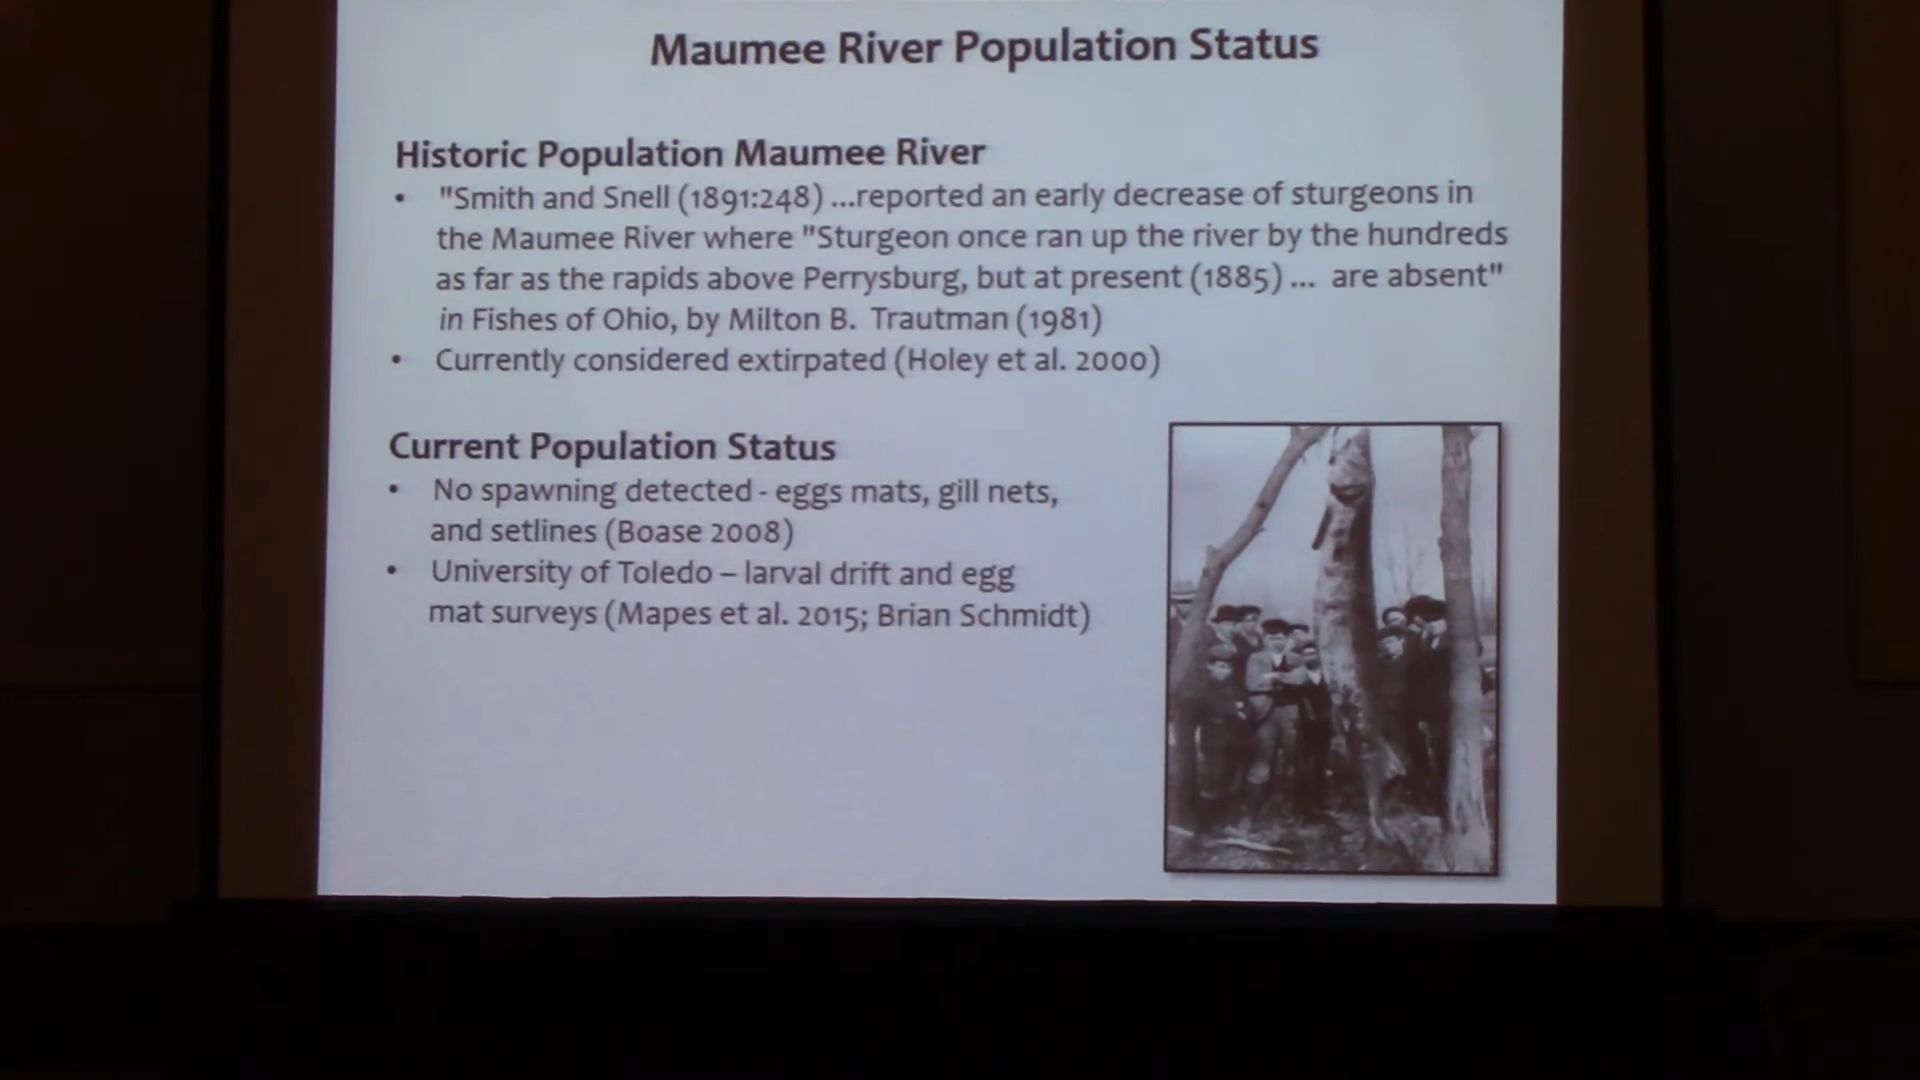 Maumee River Population Status
Historic Population Maumee River
• "Smith and Snell (1891:248) ...reported an early decrease of sturgeons in
the Maumee River where "Sturgeon once ran up the river by the hundreds
as far as the rapids above Perrysburg, but at present (1885) ... are absent"
in Fishes of Ohio, by Milton B. Trautman (1981)
• Currently considered extirpated (Holey et al. 2000)
Current Population Status
• No spawning detected - eggs mats, gill nets,
and setlines (Boase 2008)
• University of Toledo – larval drift and egg
mat surveys (Mapes et al. 2015; Brian Schmidt)